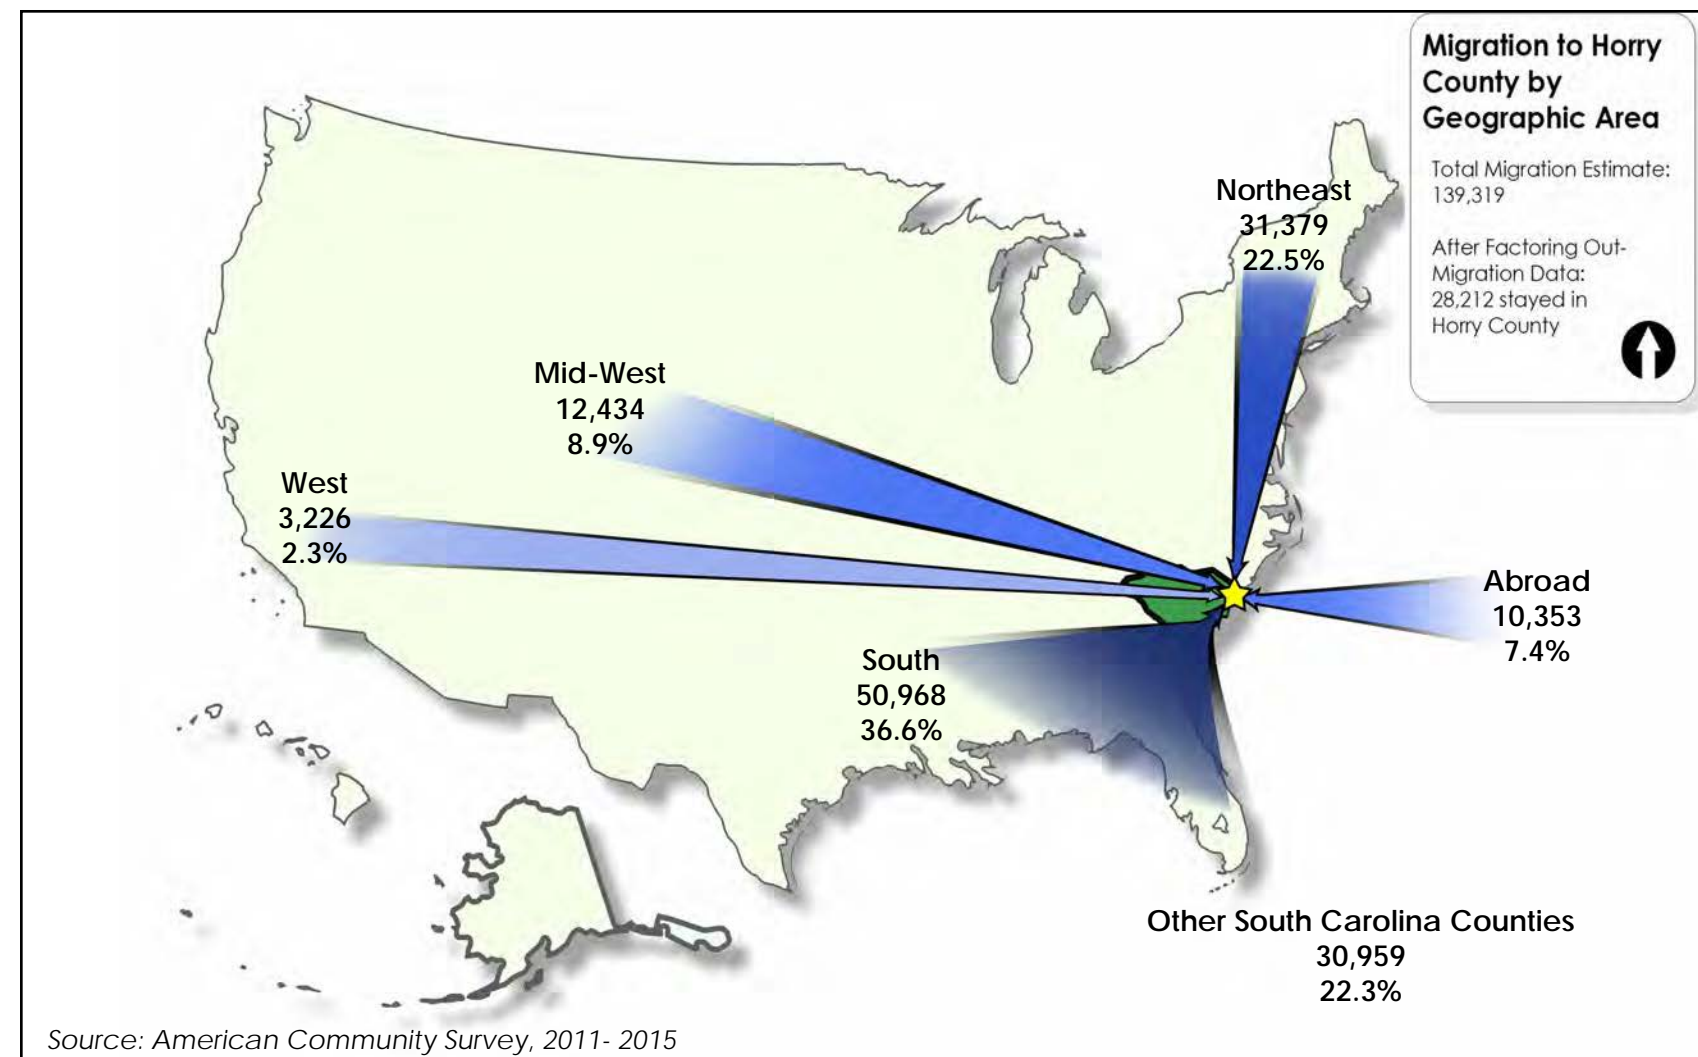 Migration to Horry
County by
Geographic Area
Total Migration Estimate:
139,319
After Factoring Out-
Migration Data:
28,212 stayed in
Horry County
Northeast
31,379
22.5%
Mid-West
12,434
8.9%
West
3,226
2.3%
Abroad
10,353
7.4%
South
50,968
36.6%
Other South Carolina Counties
30,959
22.3%
Source: American Community Survey, 2011- 2015